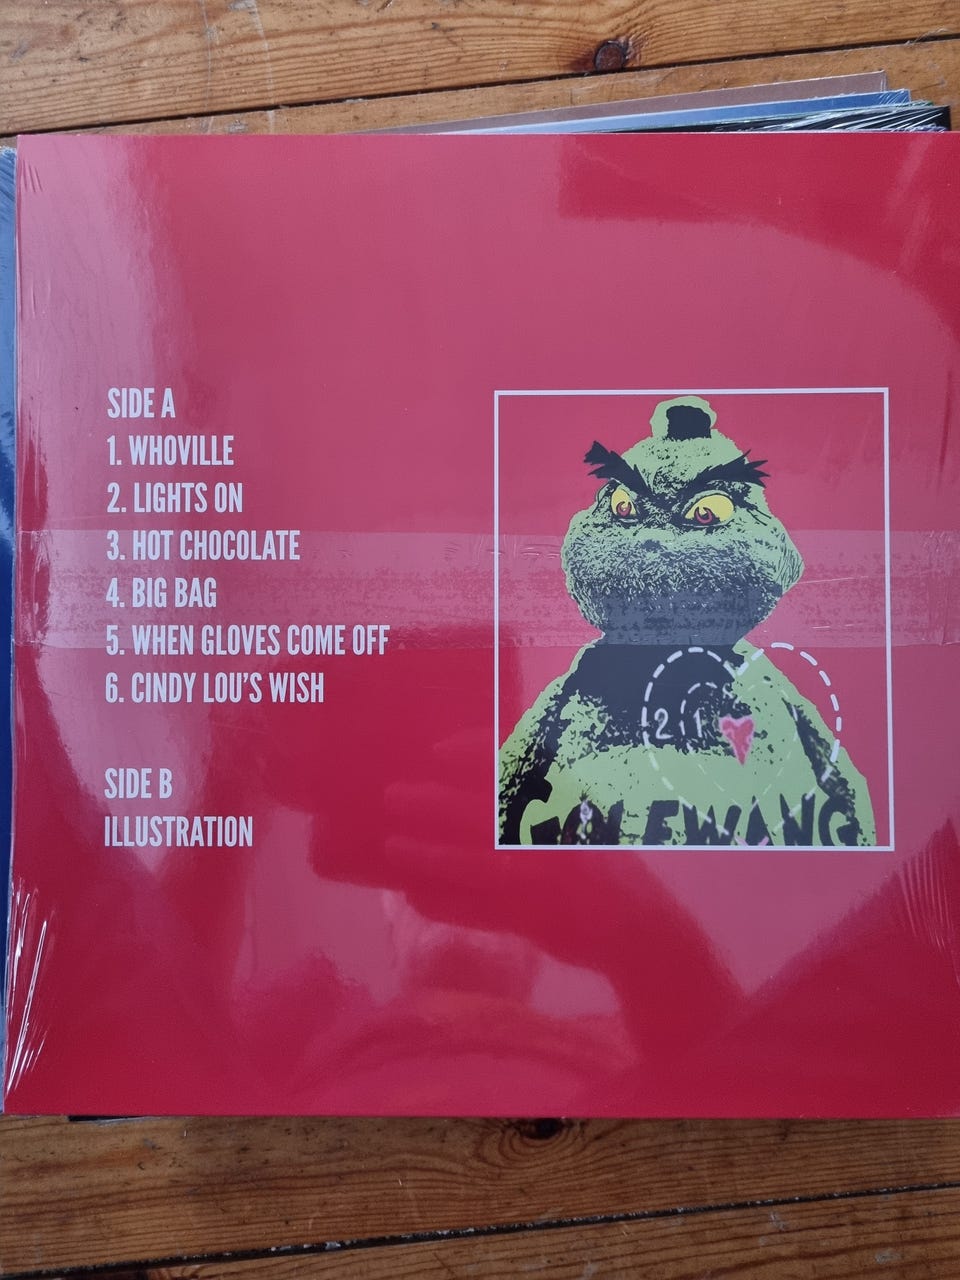 SIDE A
1. WHOVILLE
2. LIGHTS ON
3. HOT CHOCOLATE
4. BIG BAG
5. WHEN GLOVES COME OFF
6. CINDY LOU'S WISH
SIDE B
ILLUSTRATION
2 1
GOLFWANG